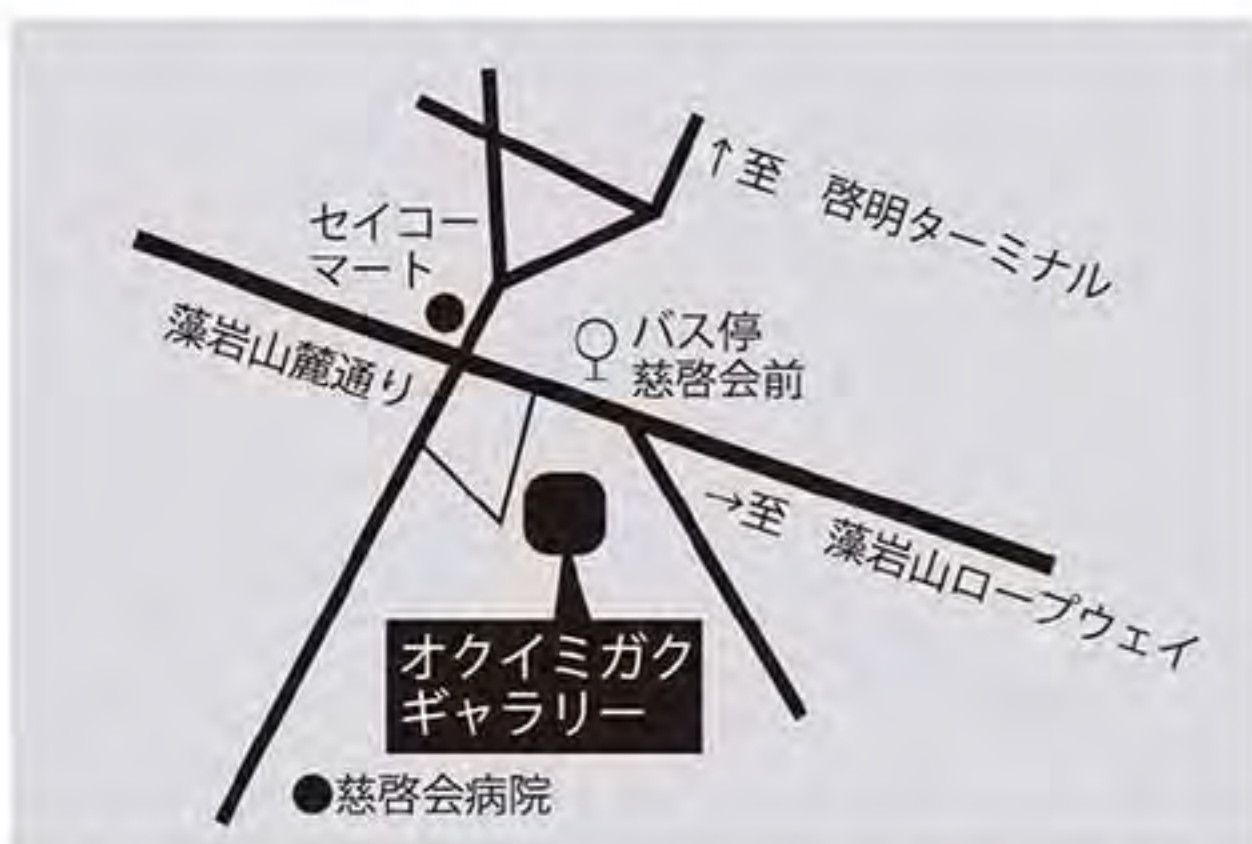 ↑至　啓明ターミナル
セイコー
マート
藻岩山麓通り
バス停
慈啓会前
→至　藻岩山ロープウェイ
オクイミガク
ギャラリー
慈啓会病院